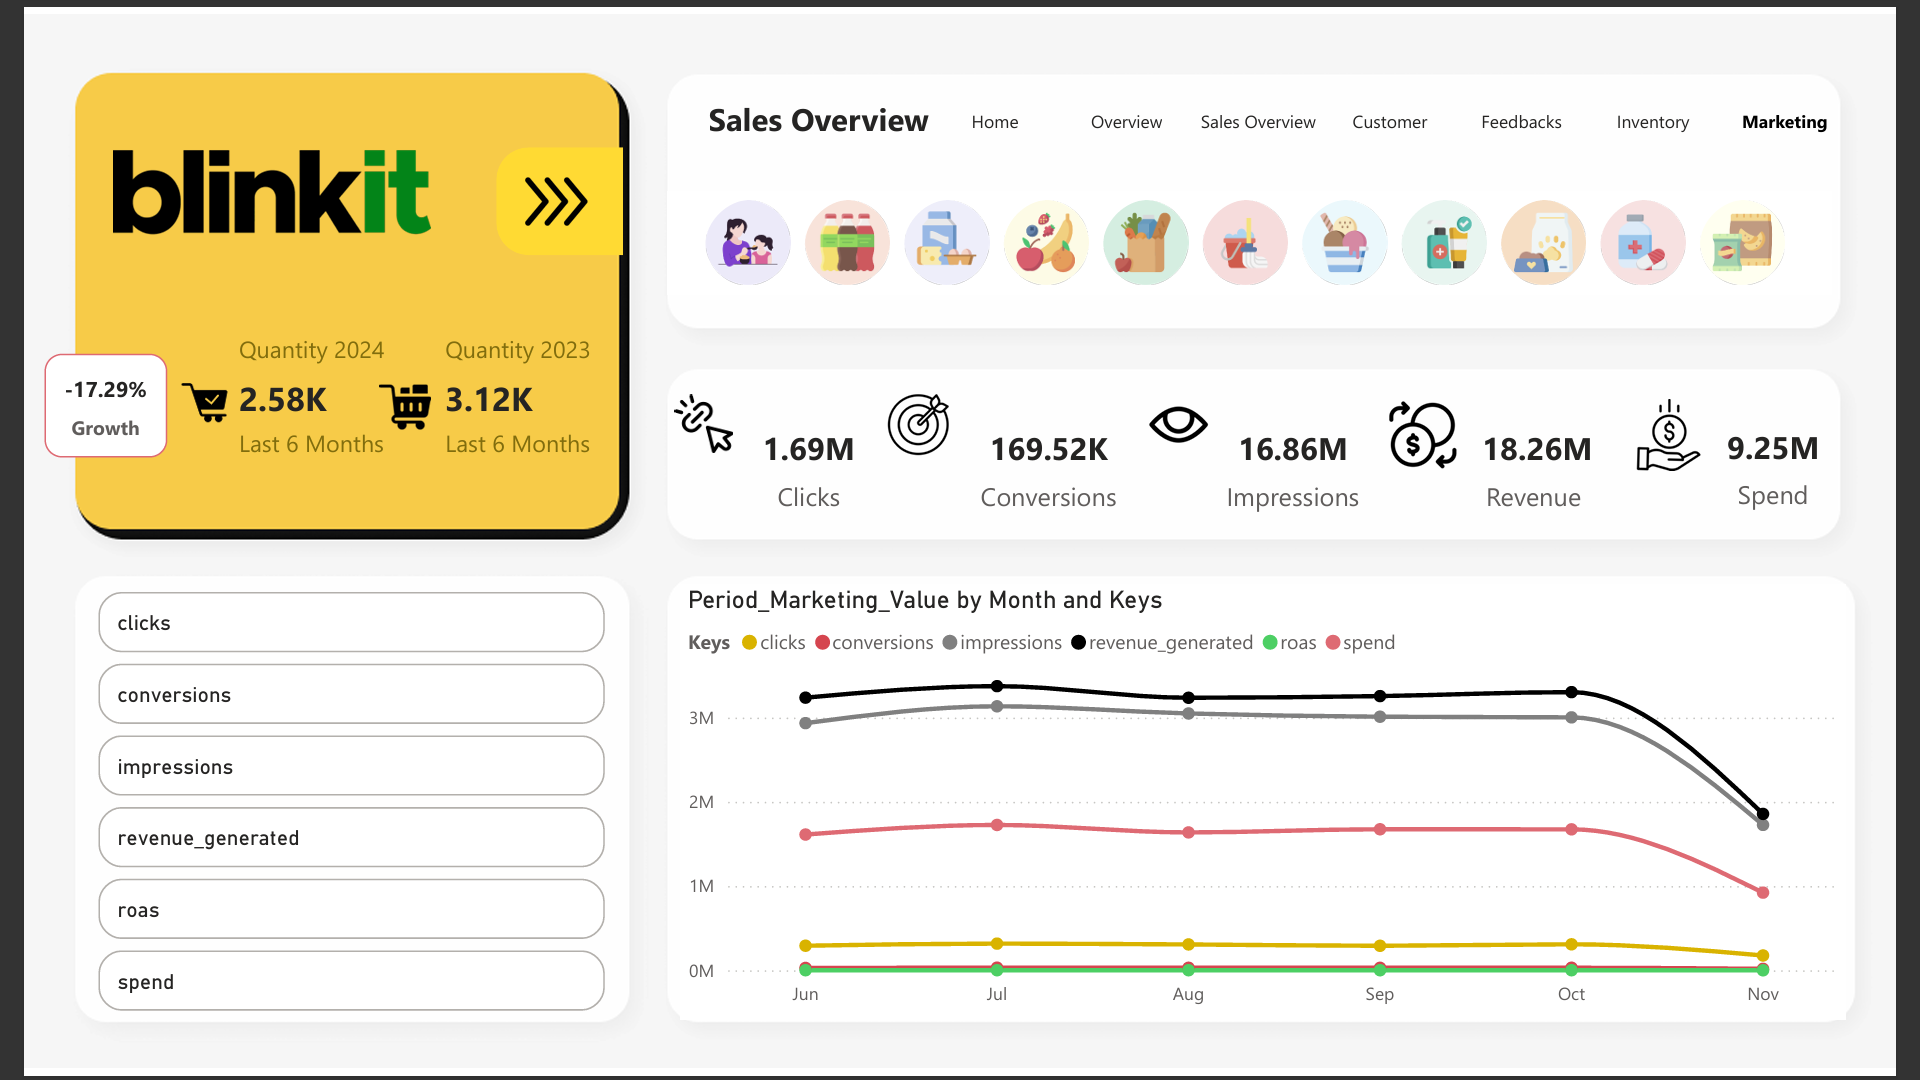 blinkit
Quantity 2024
2.58K
Last 6 Months
Quantity 2023
3.12K
Last 6 Months
-17.29%
Growth
Sales Overview
Home
Overview
Sales Overview
Customer
Feedbacks
Inventory
Marketing
1.69M
Clicks
169.52K
Conversions
16.86M
Impressions
18.26M
Revenue
9.25M
Spend
clicks
conversions
impressions
revenue_generated
roas
spend
Period_Marketing_Value by Month and Keys
Keys clicks conversions impressions revenue_generated roas spend
3M
2M
1M
0M
Jun Jul Aug Sep Oct Nov